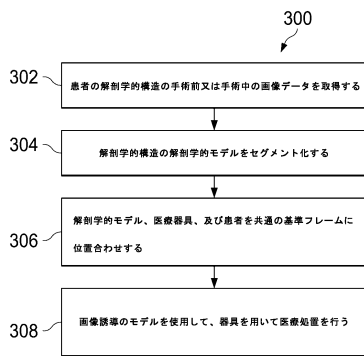 300
302
患者の解剖学的構造の手術前又は手術中の画像データを取得する
304
解剖学的構造の解剖学的モデルをセグメント化する
306
解剖学的モデル、医療器具、及び患者を共通の基準フレームに
位置合わせする
308
画像誘導のモデルを使用して、器具を用いて医療処置を行う